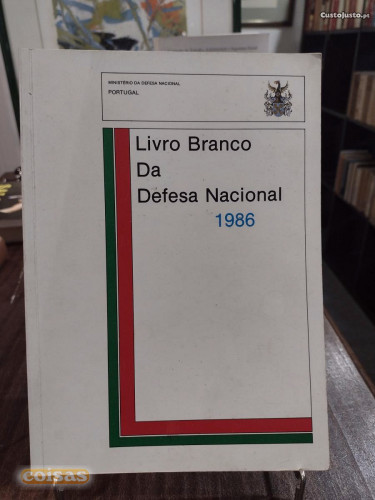 CustoJusto.pt
MINISTÉRIO DA DEFESA NACIONAL
PORTUGAL
Livro Branco
Da
Defesa Nacional
1986
coisas